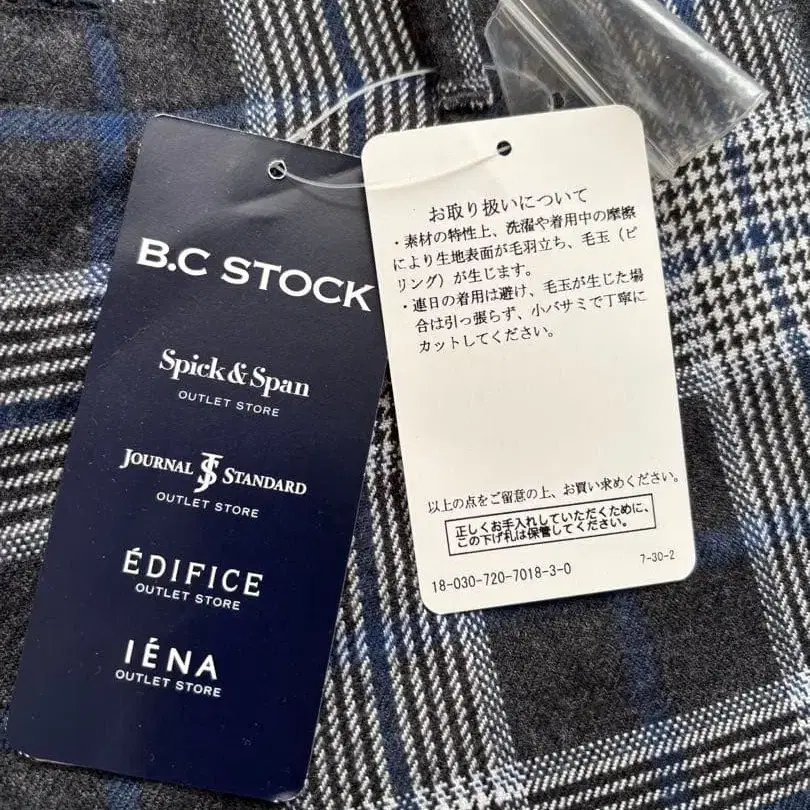 B.C STOCK
Spick & Span
OUTLET STORE
JOURNAL JS STANDARD
OUTLET STORE
ÉDIFICE
OUTLET STORE
IÉNA
OUTLET STORE
お取り扱いについて
・素材の特性上、洗濯や着用中の摩擦
により生地表面が毛羽立ち、毛玉（ピ
リング）が生じます。
・連日の着用は避け、毛玉が生じた場
合は引っ張らず、小バサミで丁寧に
カットしてください。
以上の点をご留意の上、お買い求めください。
正しくお手入れしていただくために、
この下げ札は保管してください。
18-030-720-7018-3-0
7-30-2